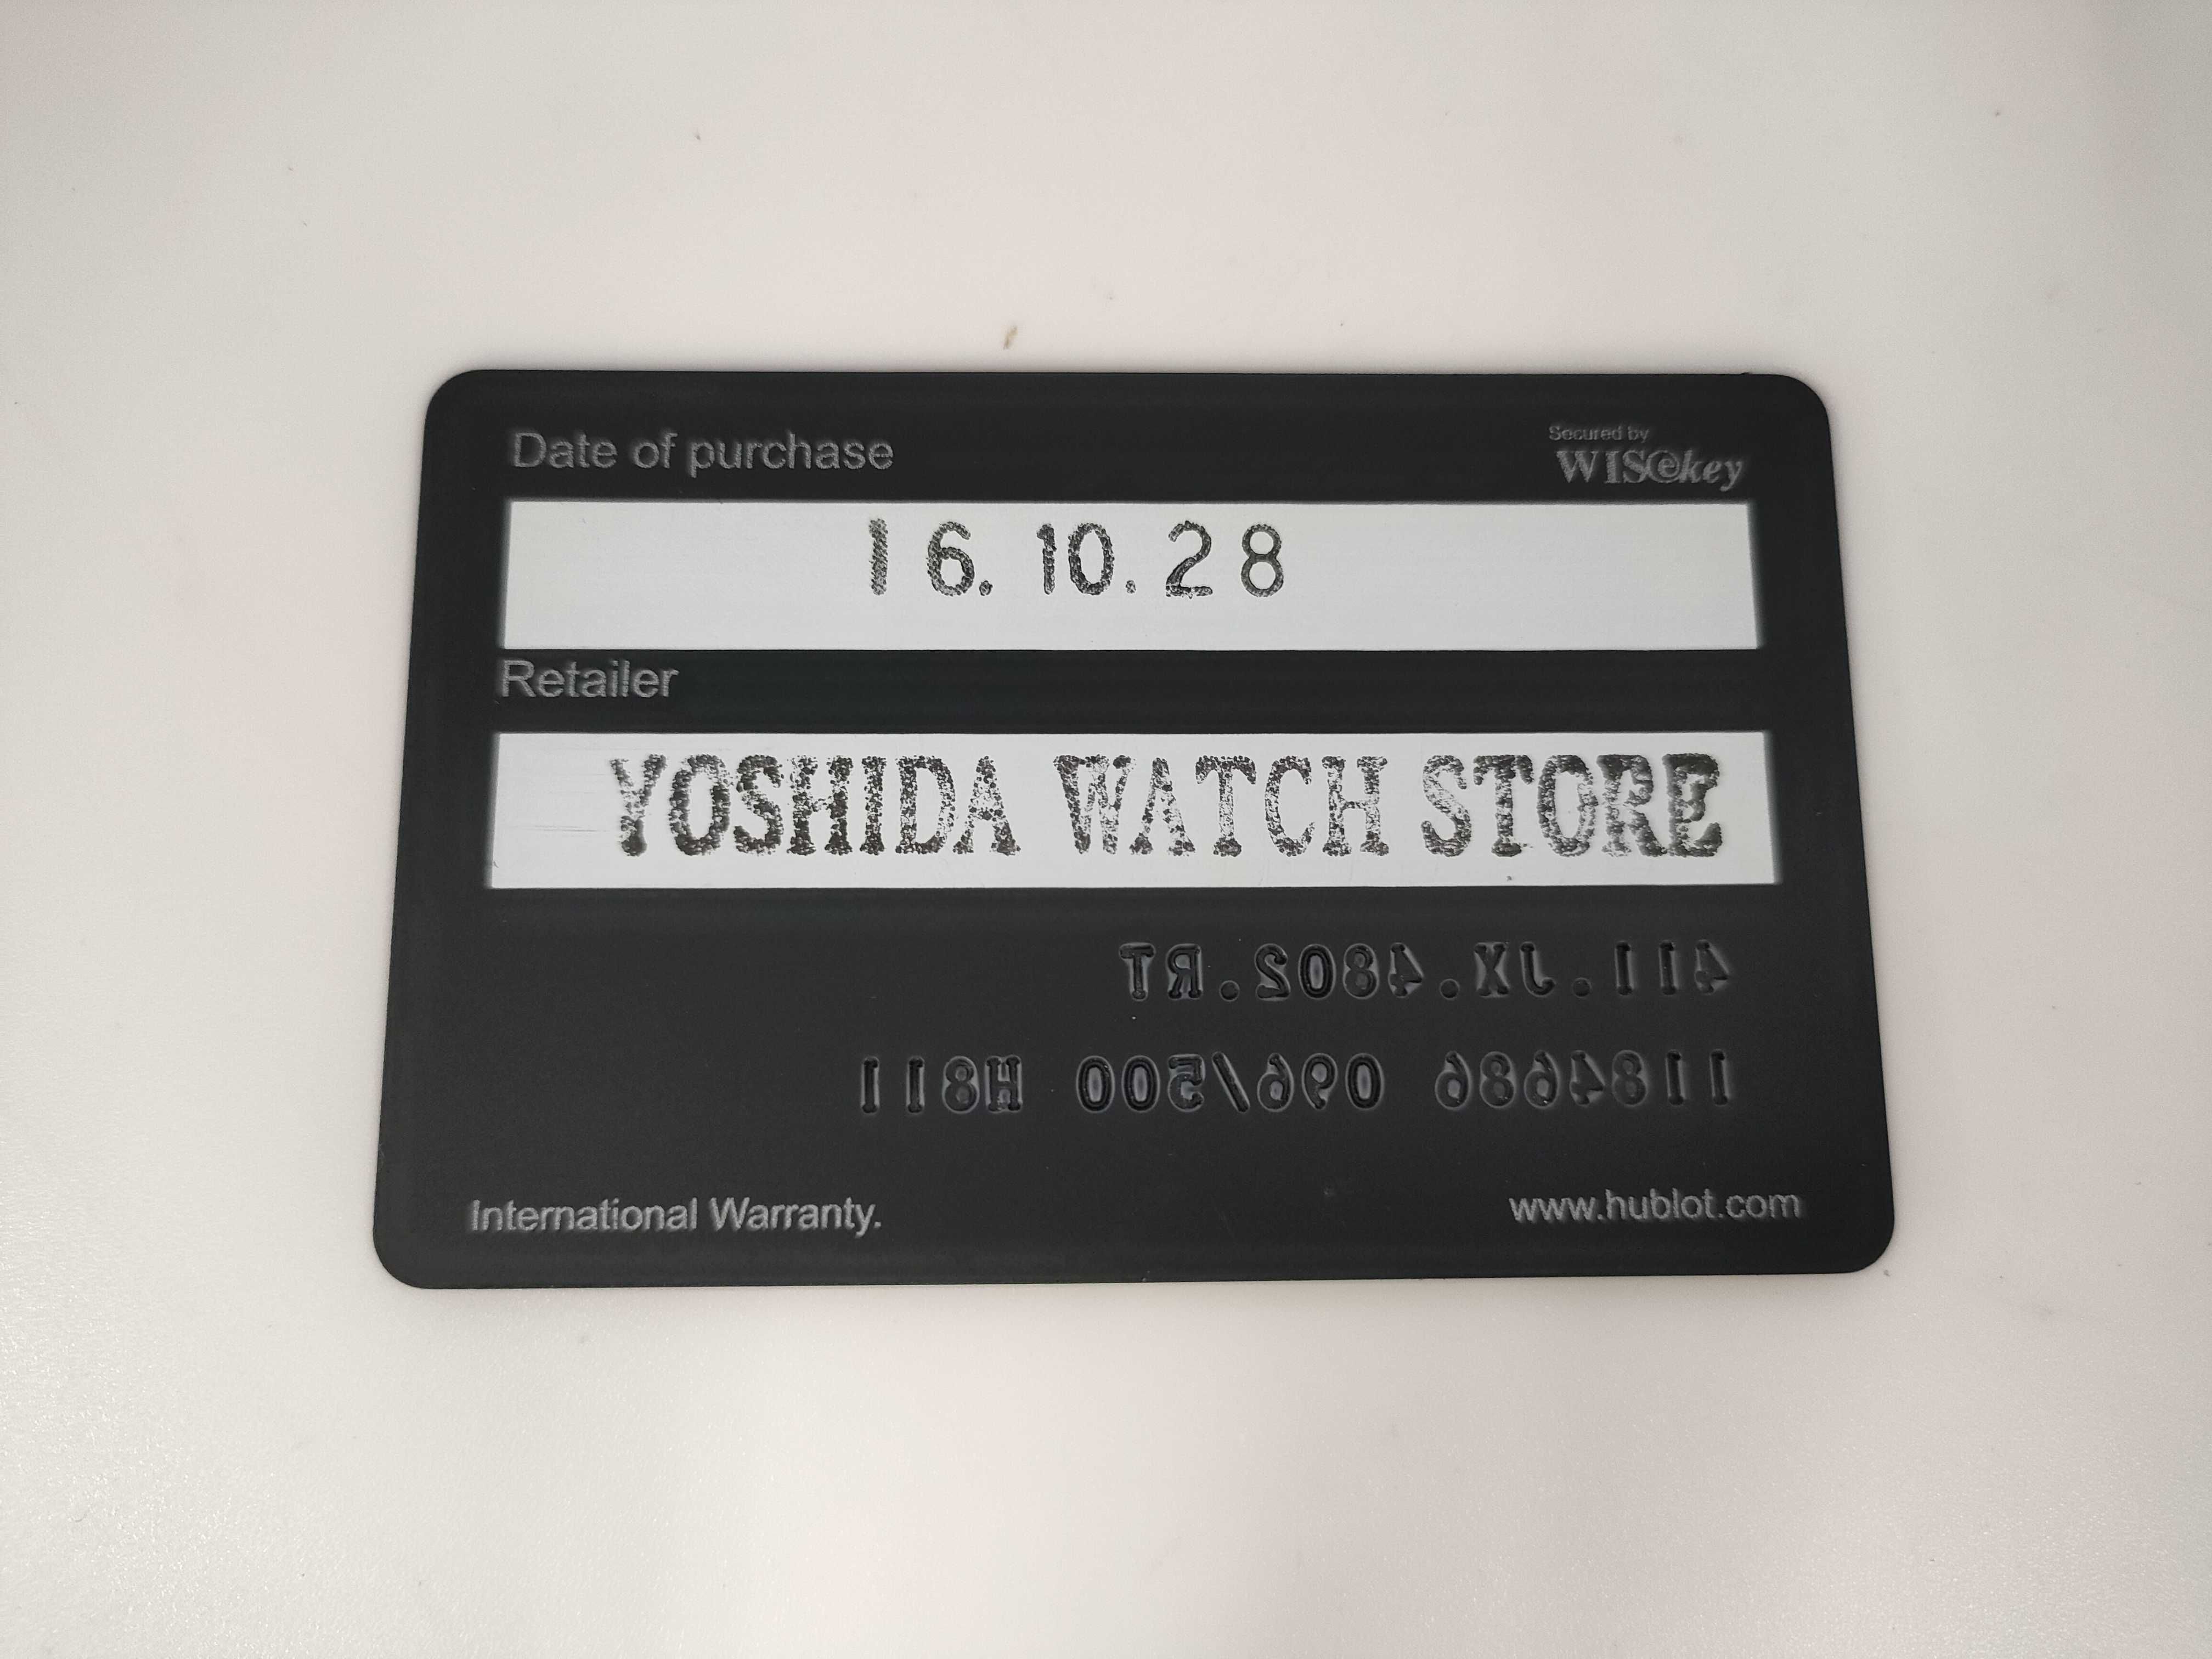 Date of purchase
Secured by
WISekey
16.10.28
Retailer
YOSHIDA WATCH STORE
411.JX.4802.RT
1184686 096/500 H811
International Warranty.
www.hublot.com